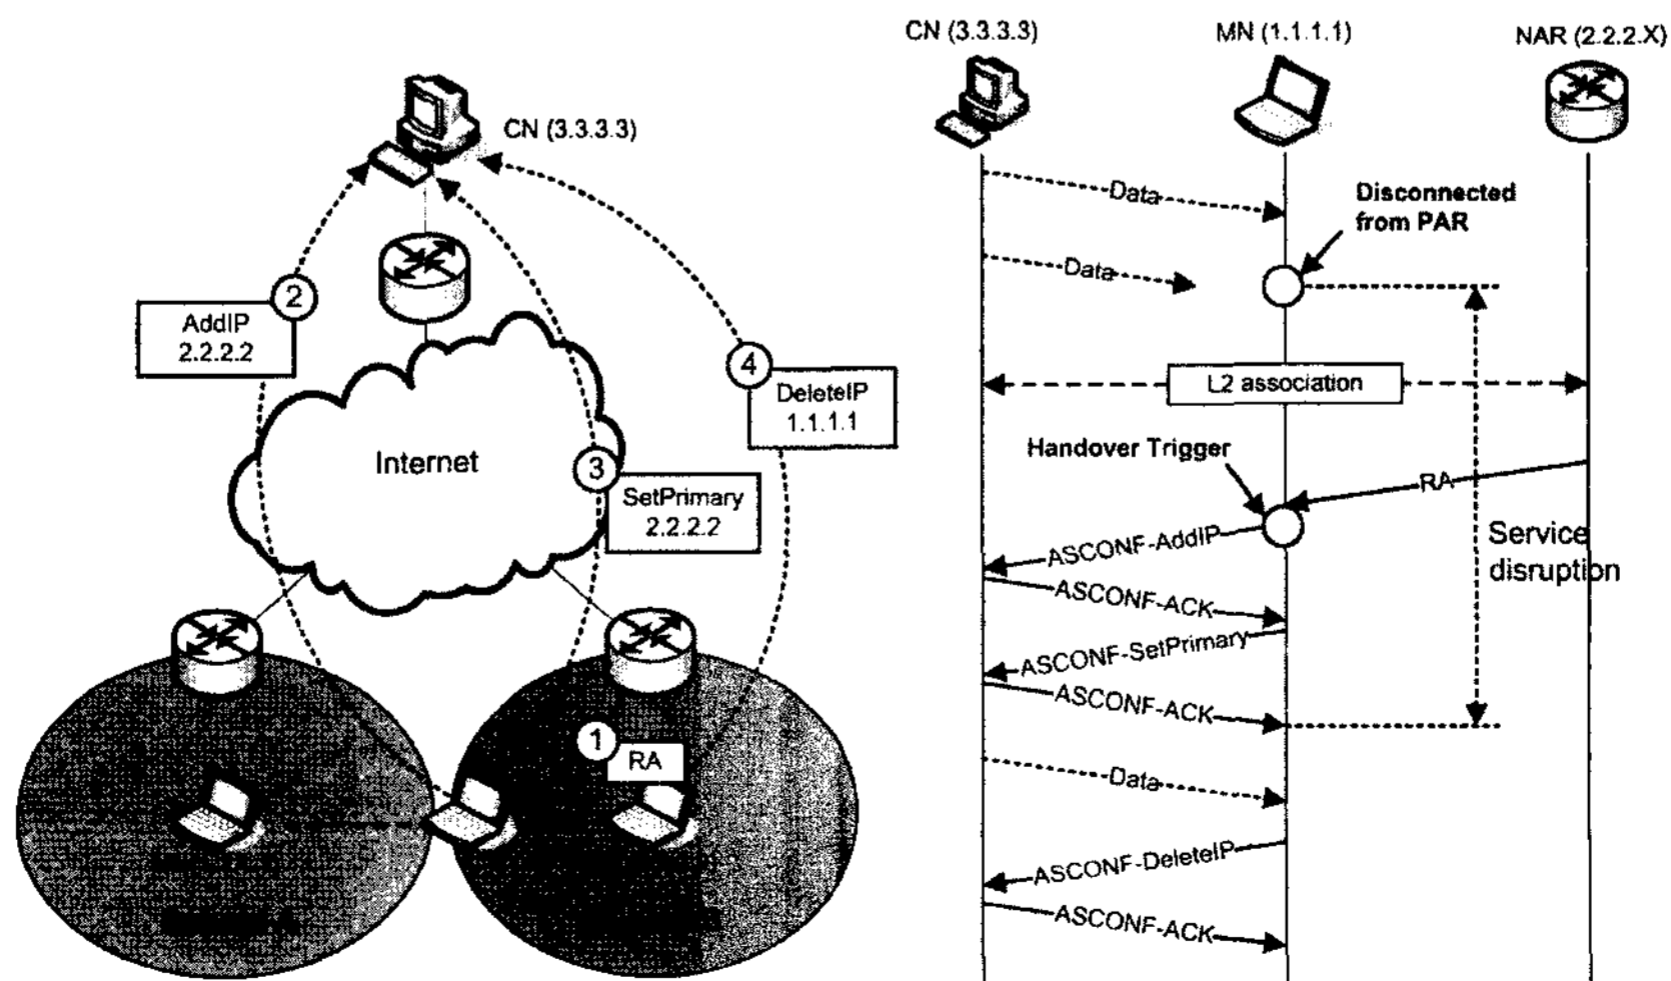 CN (3.3.3.3)
2
AddIP
2.2.2.2
4
DeleteIP
1.1.1.1
Internet
3
SetPrimary
2.2.2.2
1
RA
CN (3.3.3.3)
MN (1.1.1.1)
NAR (2.2.2.X)
Data
Disconnected
from PAR
Data
L2 association
Handover Trigger
RA
ASCONF-AddIP
Service
disruption
ASCONF-ACK
ASCONF-SetPrimary
ASCONF-ACK
Data
ASCONF-DeleteIP
ASCONF-ACK